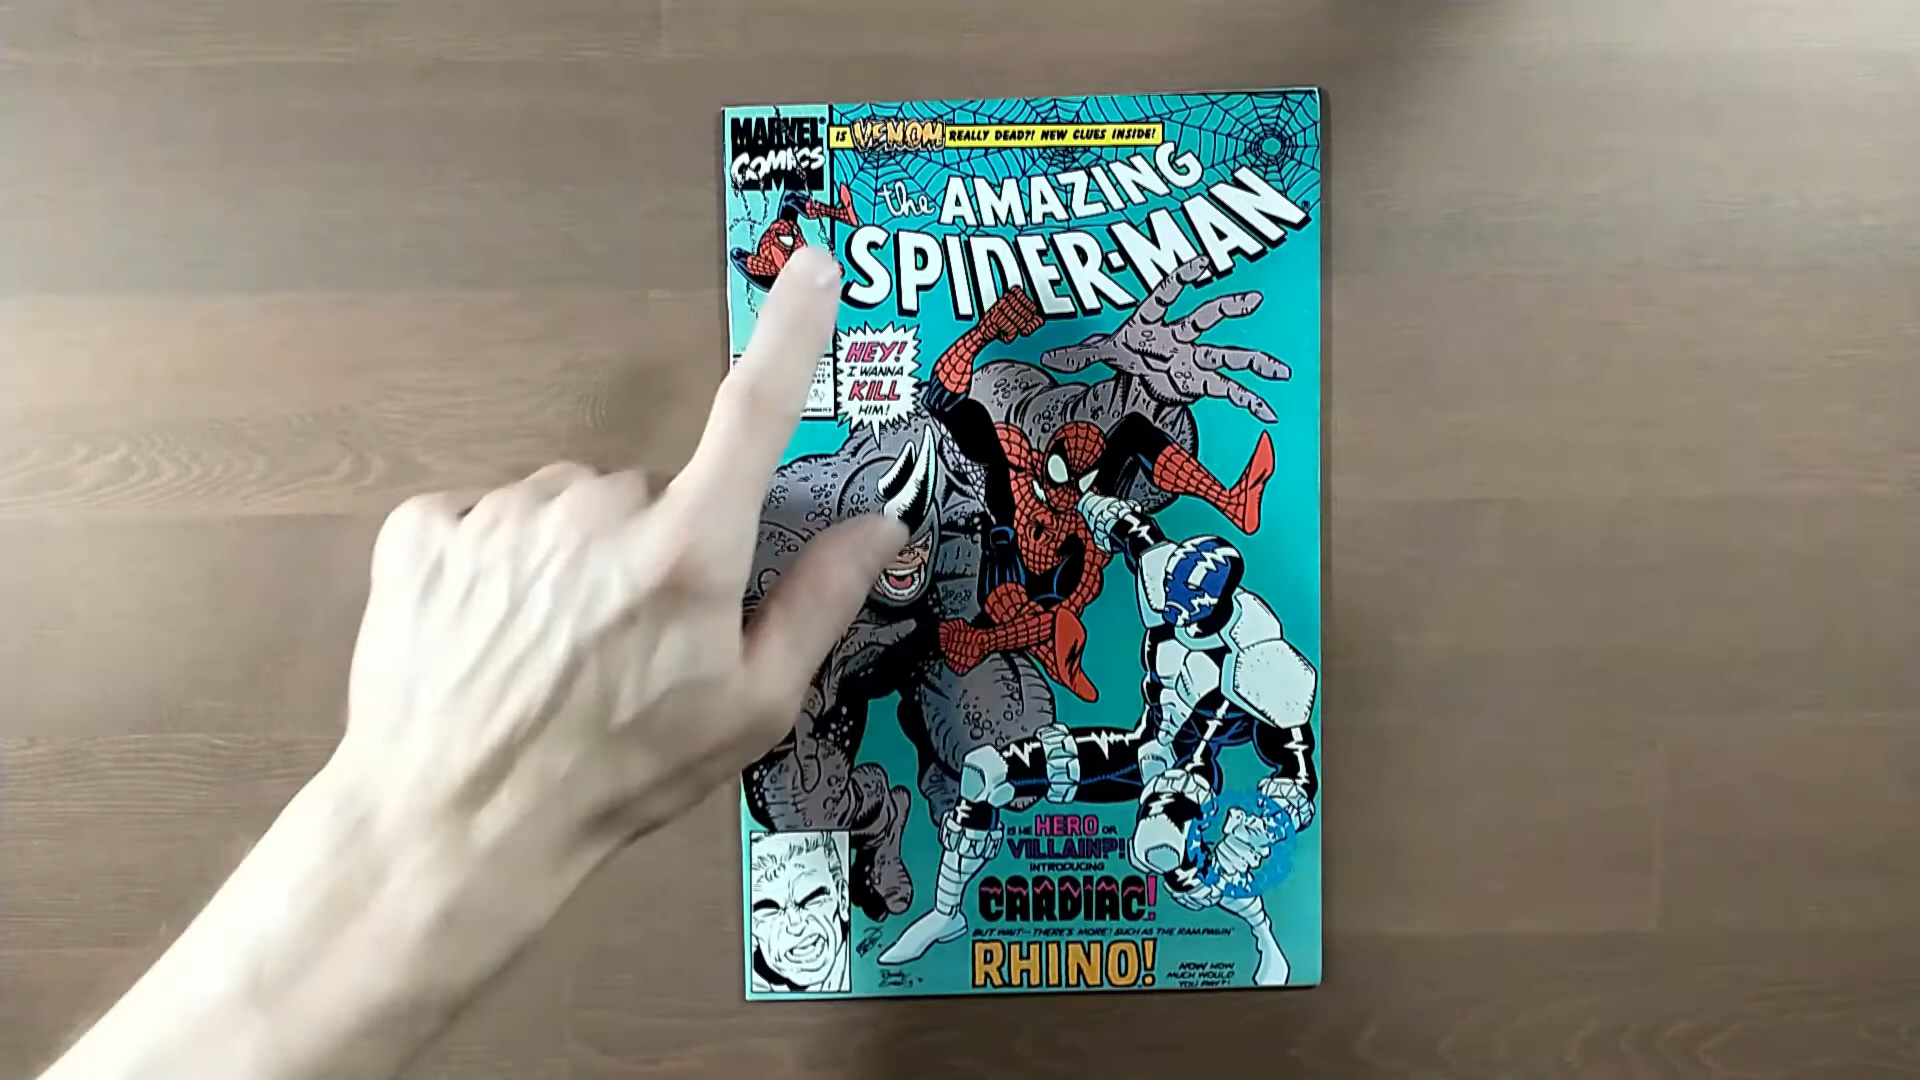 MARVEL
COMICS
IS VENOM REALLY DEAD?! NEW CLUES INSIDE!
the AMAZING
SPIDER-MAN
HEY!
I WANNA
KILL
HIM!
IS HE HERO OR
VILLAIN?!
INTRODUCING
CARDIAC!
BUT WAIT-- THERE'S MORE! SUCH AS THE RAMPAGIN'
RHINO!
NOW HOW
MUCH WOULD
YOU PAY?!